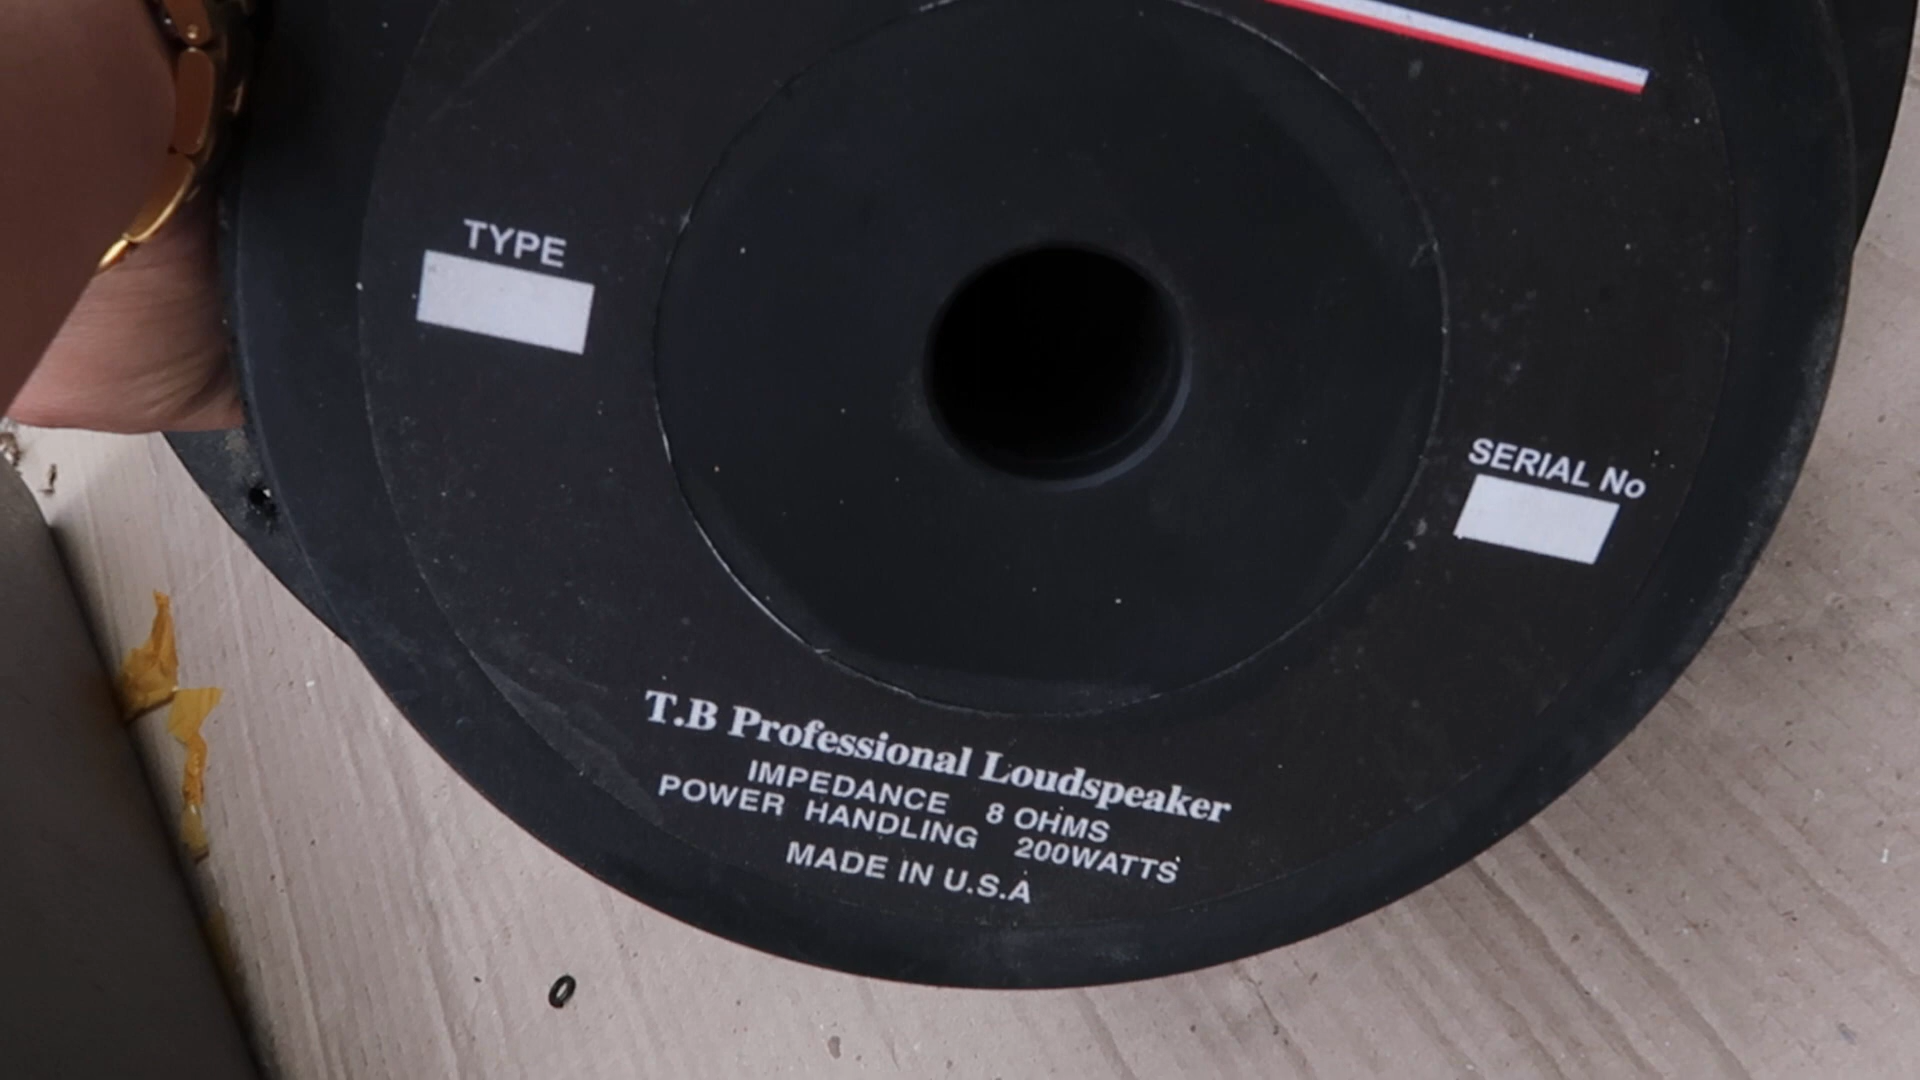 TYPE
SERIAL No
T.B Professional Loudspeaker
IMPEDANCE 8 OHMS
POWER HANDLING 200WATTS
MADE IN U.S.A